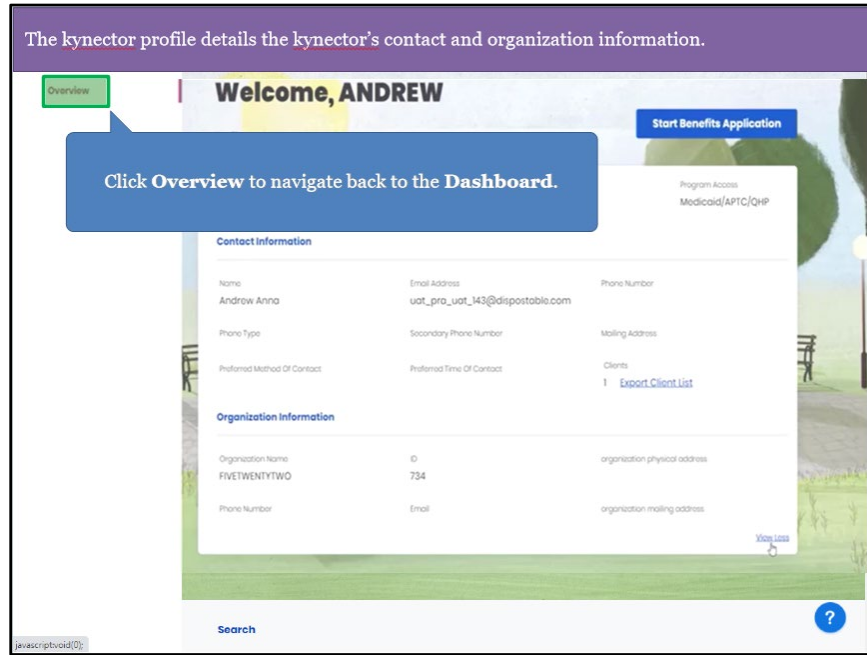 The kynector profile details the kynector's contact and organization information.
Overview
Welcome, ANDREW
Start Benefits Application
Click Overview to navigate back to the Dashboard.
Program Access
Medicaid/APTC/QHP
Contact Information
Name Email Address Phone Number
Andrew Anna uat_pra_uat_143@dispostable.com
Phone Type Secondary Phone Number Mailing Address
Preferred Method Of Contact Preferred Time Of Contact Clients
1 Export Client List
Organization Information
Organization Name ID organization physical address
FIVETWENTYTWO 734
Phone Number Email organization mailing address
View Less
?
Search
javascript:void(0);